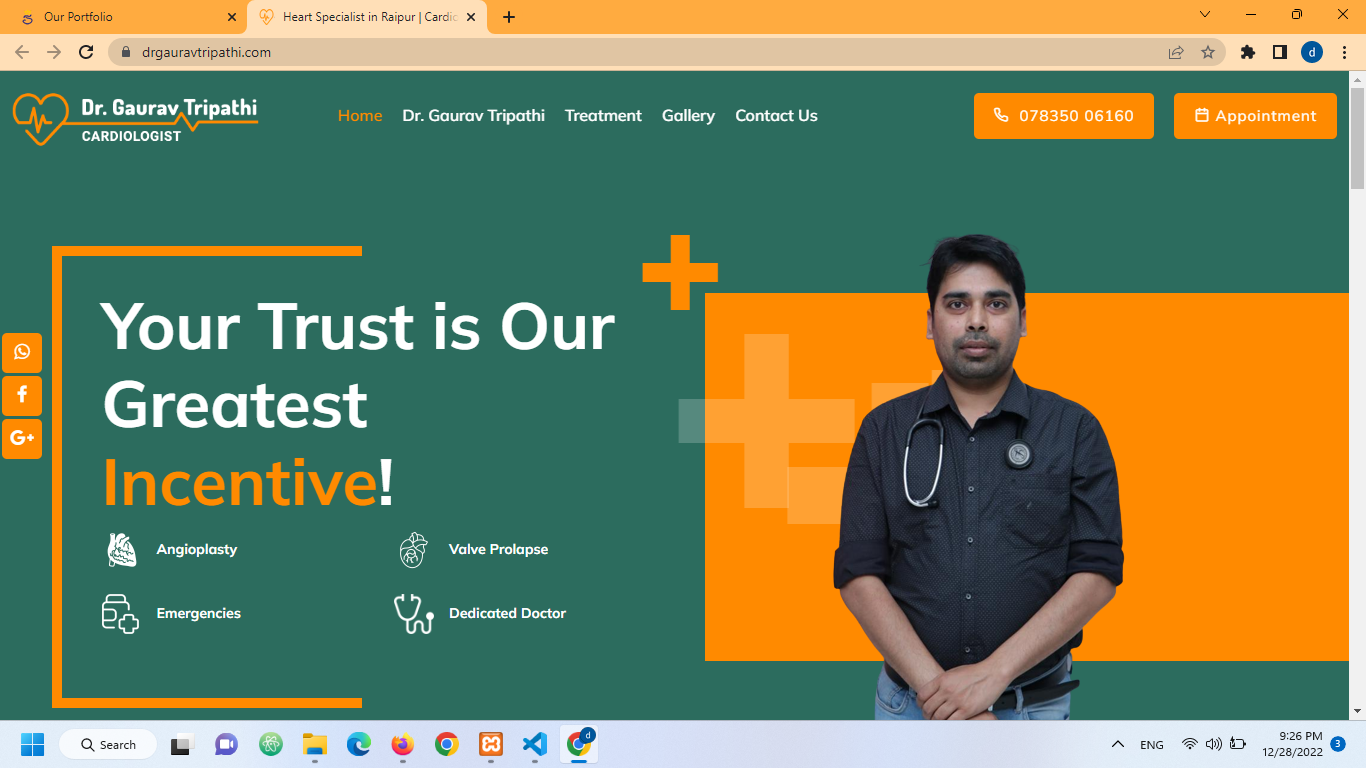 Our Portfolio
Heart Specialist in Raipur | Cardic
drgauravtripathi.com
d
Dr. Gaurav Tripathi
CARDIOLOGIST
Home
Dr. Gaurav Tripathi
Treatment
Gallery
Contact Us
078350 06160
Appointment
Your Trust is Our
Greatest
Incentive!
G+
Angioplasty
Valve Prolapse
Emergencies
Dedicated Doctor
Search
d
ENG
9:26 PM
12/28/2022
3